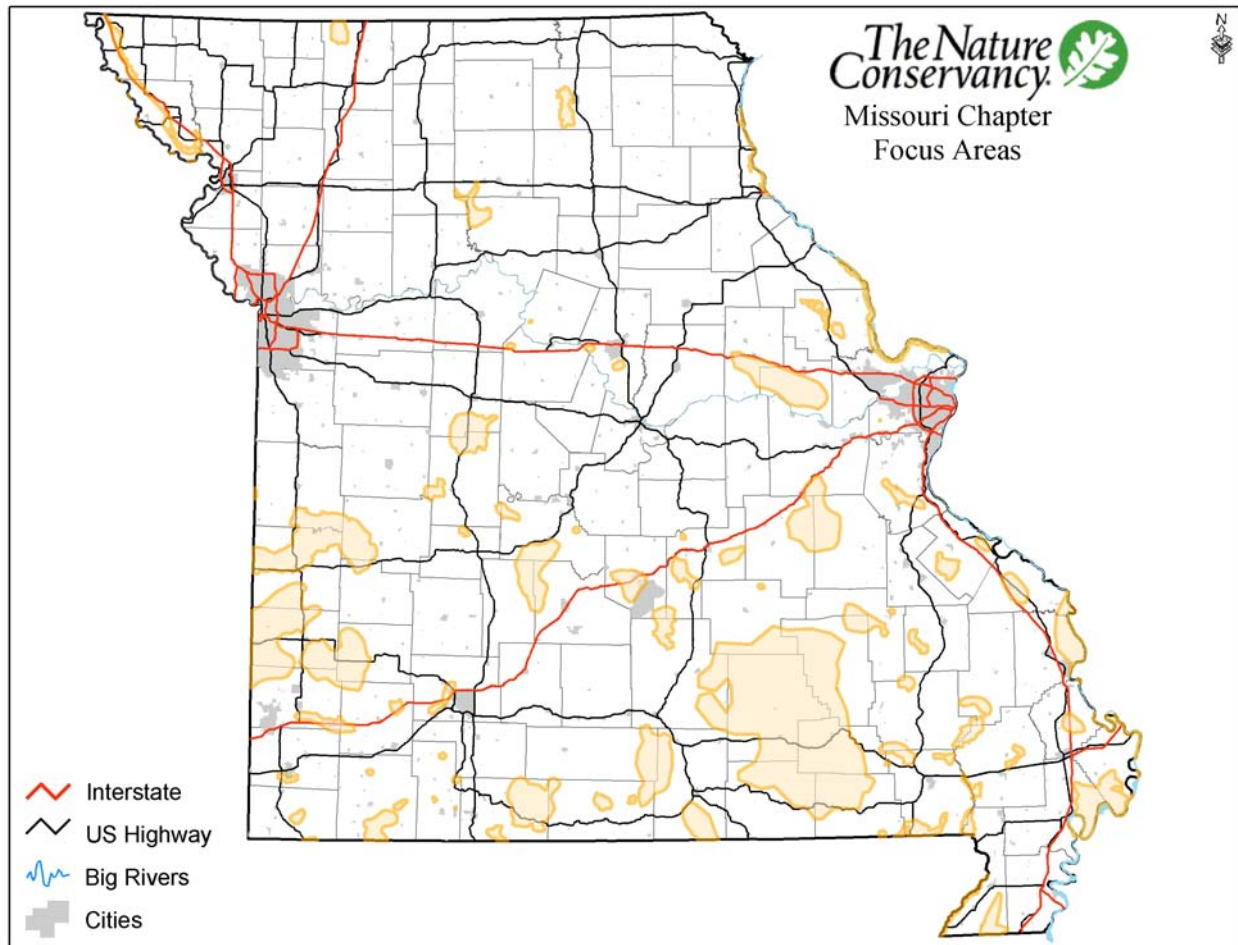 The Nature
Conservancy.
Missouri Chapter
Focus Areas
N
Interstate
US Highway
Big Rivers
Cities